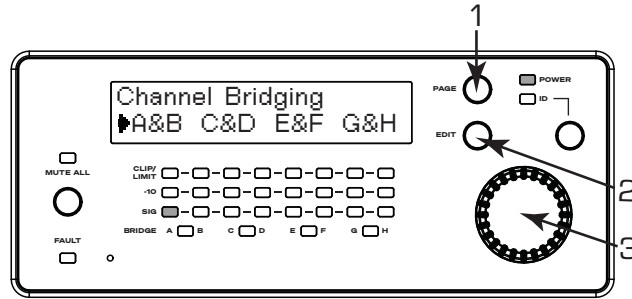 1
PAGE
POWER
ID
Channel Bridging
A&B C&D E&F G&H
EDIT
2
MUTE ALL
CLIP/
LIMIT
-10
SIG
BRIDGE A B C D E F G H
3
FAULT